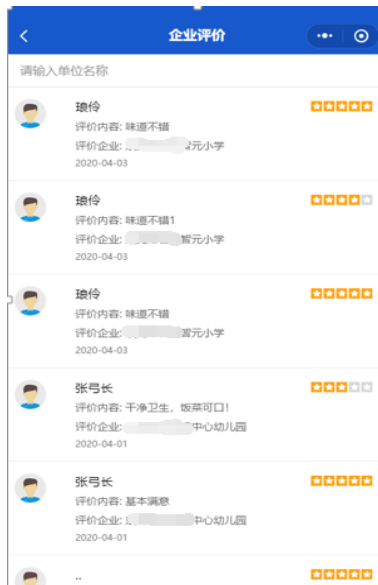 企业评价
请输入单位名称
琅伶
评价内容: 味道不错
评价企业: 智元小学
2020-04-03
琅伶
评价内容: 味道不错1
评价企业: 智元小学
2020-04-03
琅伶
评价内容: 味道不错
评价企业: 智元小学
2020-04-03
张弓长
评价内容: 干净卫生，饭菜可口!
评价企业: 中心幼儿园
2020-04-01
张弓长
评价内容: 基本满意
评价企业: 中心幼儿园
2020-04-01
..